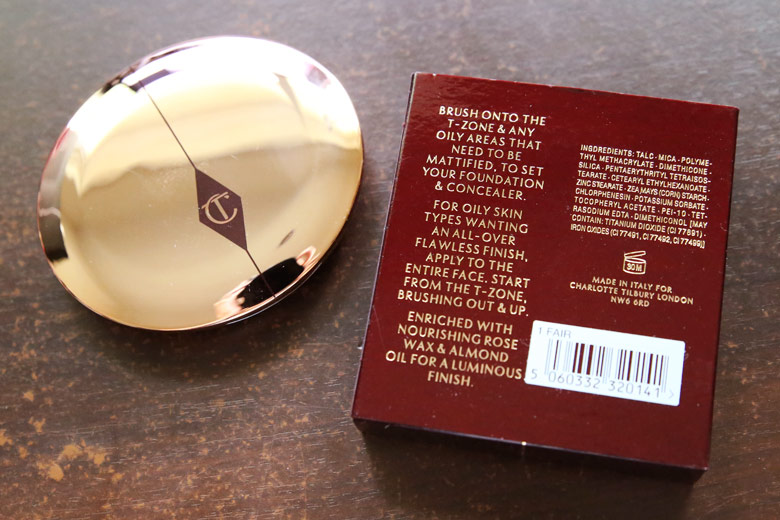 BRUSH ONTO THE
T-ZONE & ANY
OILY AREAS THAT
NEED TO BE
MATTIFIED, TO SET
YOUR FOUNDATION
& CONCEALER.
FOR OILY SKIN
TYPES WANTING
AN ALL-OVER
FLAWLESS FINISH,
APPLY TO THE
ENTIRE FACE. START
FROM THE T-ZONE,
BRUSHING OUT & UP.
ENRICHED WITH
NOURISHING ROSE
WAX & ALMOND
OIL FOR A LUMINOUS
FINISH.
INGDREDIENTS: TALC · MICA · POLYME-
THYL METHACRYLATE · DIMETHICONE ·
SILICA · PENTAERYTHRITYL TETRAISOS-
TEARATE · CETEARYL ETHYLHEXANOATE ·
ZINC STEARATE · ZEA MAYS (CORN) STARCH ·
CHLORPHENESIN · POTASSIUM SORBATE ·
TOCOPHERYL ACETATE · PEI-10 · TET-
RASODIUM EDTA · DIMETHICONOL [MAY
CONTAIN: TITANIUM DIOXIDE (CI 77891) ·
IRON OXIDES (CI 77491, CI 77492, CI 77499)]
30M
MADE IN ITALY FOR
CHARLOTTE TILBURY LONDON
NW6 6RD
1 FAIR
5 060332 320141 >
CT